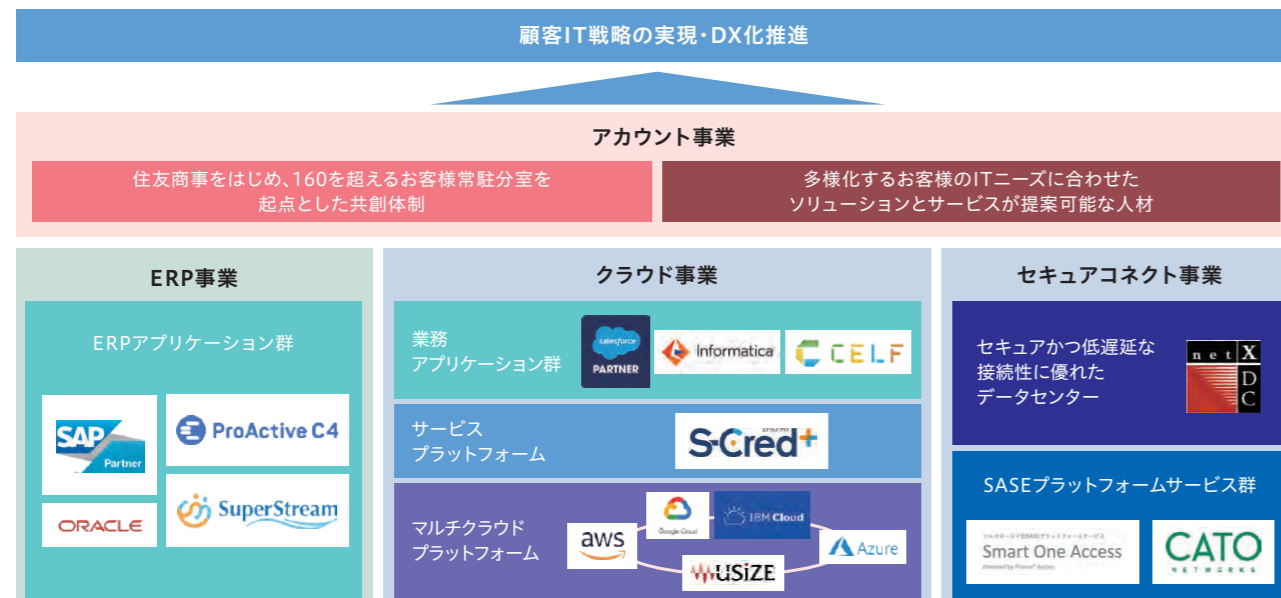 顧客IT戦略の実現・DX化推進
アカウント事業
住友商事をはじめ、160を超えるお客様常駐分室を
起点とした共創体制
多様化するお客様のITニーズに合わせた
ソリューションとサービスが提案可能な人材
ERP事業
ERPアプリケーション群
SAP
Partner
ProActive C4
ORACLE
SuperStream
クラウド事業
業務
アプリケーション群
salesforce
PARTNER
Informatica
CELF
サービス
プラットフォーム
S-Cred+
マルチクラウド
プラットフォーム
aws
Google Cloud
IBM Cloud
Azure
USiZE
セキュアコネクト事業
セキュアかつ低遅延な
接続性に優れた
データセンター
netX
DC
SASEプラットフォームサービス群
Smart One Access
Powered by Prisma® Access
CATO
NETWORKS